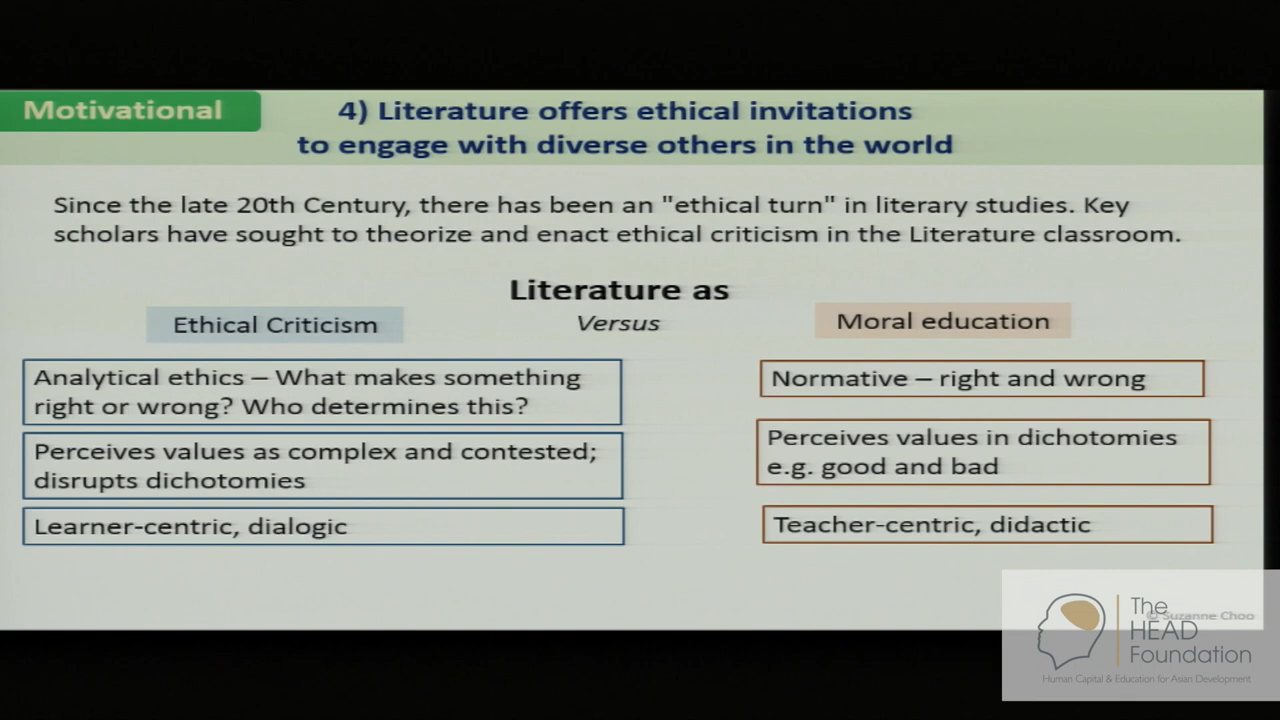 Motivational
4) Literature offers ethical invitations
to engage with diverse others in the world
Since the late 20th Century, there has been an "ethical turn" in literary studies. Key
scholars have sought to theorize and enact ethical criticism in the Literature classroom.
Literature as
Ethical Criticism
Versus
Moral education
Analytical ethics – What makes something
right or wrong? Who determines this?
Normative – right and wrong
Perceives values as complex and contested;
disrupts dichotomies
Perceives values in dichotomies
e.g. good and bad
Learner-centric, dialogic
Teacher-centric, didactic
© Suzanne Choo
The
HEAD
Foundation
Human Capital & Education for Asian Development